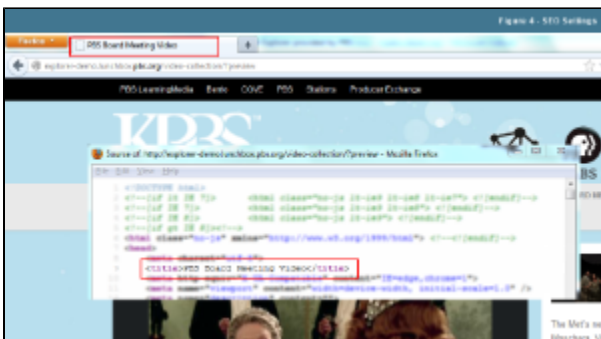 Figure 4 - SEO Settings
Firefox
PBS Board Meeting Video
+
explorer-demo.lunchbox.pbs.org/video-collection/?preview
PBS LearningMedia Bento COVE PBS Stations Producer Exchange
KPBS
Source of: http://explorer-demo.lunchbox.pbs.org/video-collection/?preview - Mozilla Firefox
File Edit View Help
<!DOCTYPE html>
<!--[if lt IE 7]> <html class="no-js lt-ie9 lt-ie8 lt-ie7"> <![endif]-->
<!--[if IE 7]> <html class="no-js lt-ie9 lt-ie8"> <![endif]-->
<!--[if IE 8]> <html class="no-js lt-ie9"> <![endif]-->
<!--[if gt IE 8]><!-->
<html class="no-js" xmlns="http://www.w3.org/1999/html"> <!--<![endif]-->
<head>
<meta charset="utf-8">
<title>PBS Board Meeting Video</title>
<meta http-equiv="X-UA-Compatible" content="IE=edge,chrome=1">
<meta name="viewport" content="width=device-width, initial-scale=1.0" />
BS
The Met's